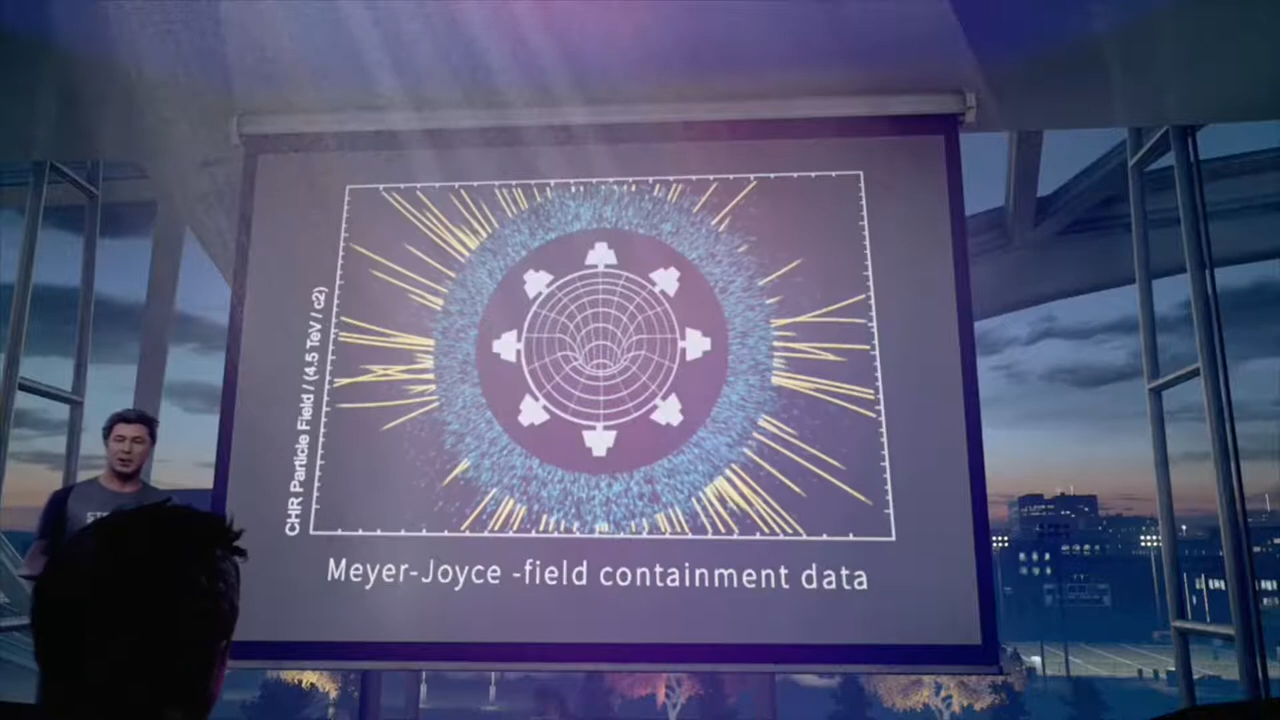 CHR Particle Field / (4.5 TeV / c2)
Meyer-Joyce -field containment data